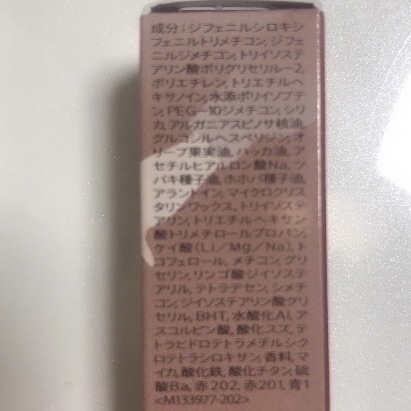 成分：ジフェニルシロキシ
フェニルトリメチコン, ジフェ
ニルジメチコン, トリイソステ
アリン酸ポリグリセリル－2,
ポリエチレン, トリエチルヘ
キサノイン, 水添ポリイソブテ
ン, PEG－10ジメチコン, シリ
カ, アルガニアスピノサ核油,
グルコシルヘスペリジン, オ
リーブ果実油, ハッカ油, ア
セチルヒアルロン酸Na, ツ
バキ種子油, ホホバ種子油,
アラントイン, マイクロクリス
タリンワックス, トリイソステ
アリン, トリエチルヘキサン
酸トリメチロールプロパン,
ケイ酸（Li／Mg／Na）, ト
コフェロール, メチコン, グリ
セリン, リンゴ酸ジイソステ
アリル, テトラデセン, シメチ
コン, ジイソステアリン酸グリ
セリル, BHT, 水酸化Al, ア
スコルビン酸, 酸化スズ, テ
トラヒドロテトラメチルシク
ロテトラシロキサン, 香料, マ
イカ, 酸化鉄, 酸化チタン, 硫
酸Ba, 赤202, 赤201, 青1
<M133977-202>